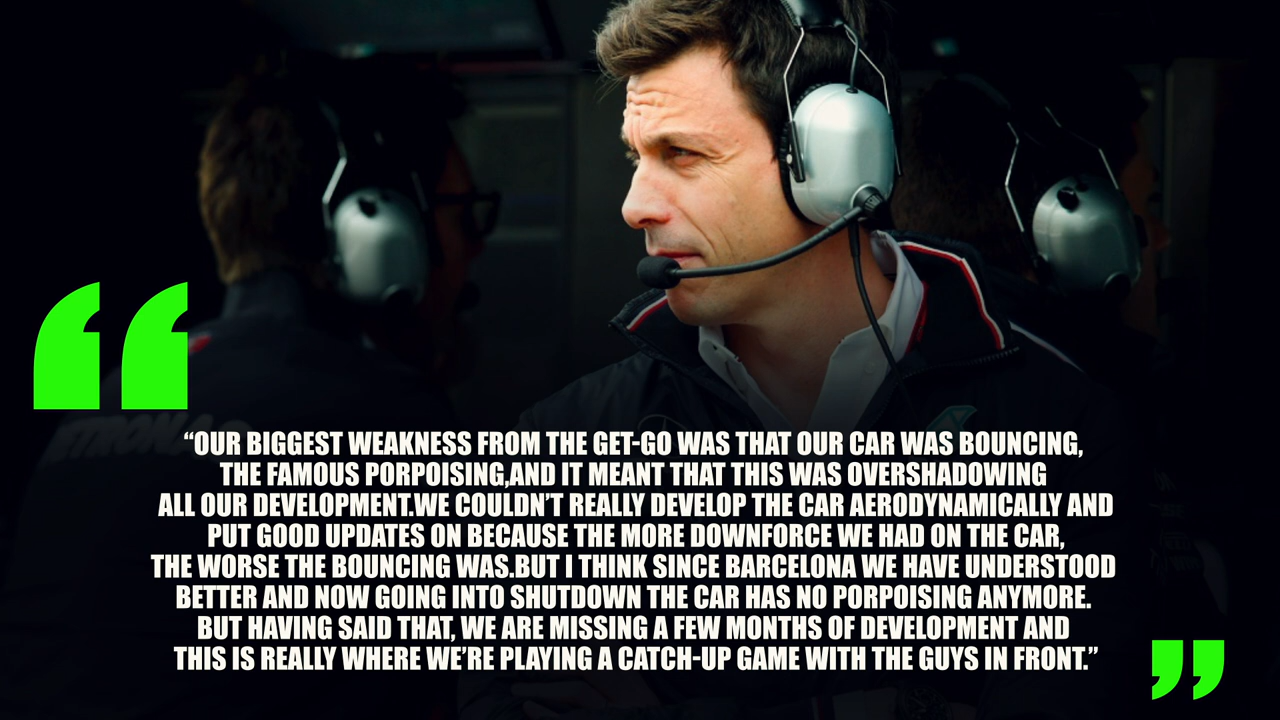 “OUR BIGGEST WEAKNESS FROM THE GET-GO WAS THAT OUR CAR WAS BOUNCING,
THE FAMOUS PORPOISING,AND IT MEANT THAT THIS WAS OVERSHADOWING
ALL OUR DEVELOPMENT.WE COULDN’T REALLY DEVELOP THE CAR AERODYNAMICALLY AND
PUT GOOD UPDATES ON BECAUSE THE MORE DOWNFORCE WE HAD ON THE CAR,
THE WORSE THE BOUNCING WAS.BUT I THINK SINCE BARCELONA WE HAVE UNDERSTOOD
BETTER AND NOW GOING INTO SHUTDOWN THE CAR HAS NO PORPOISING ANYMORE.
BUT HAVING SAID THAT, WE ARE MISSING A FEW MONTHS OF DEVELOPMENT AND
THIS IS REALLY WHERE WE’RE PLAYING A CATCH-UP GAME WITH THE GUYS IN FRONT.”